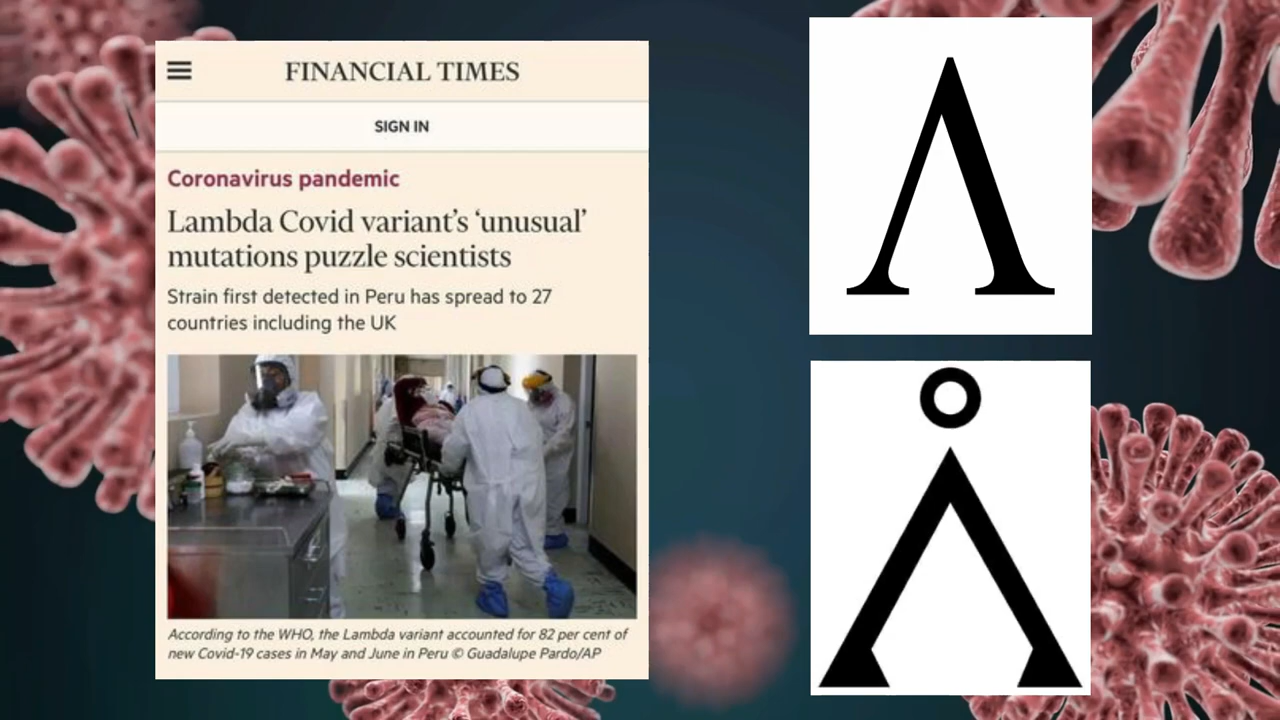 FINANCIAL TIMES
SIGN IN
Coronavirus pandemic
Lambda Covid variant’s ‘unusual’
mutations puzzle scientists
Strain first detected in Peru has spread to 27
countries including the UK
According to the WHO, the Lambda variant accounted for 82 per cent of
new Covid-19 cases in May and June in Peru © Guadalupe Pardo/AP
Λ